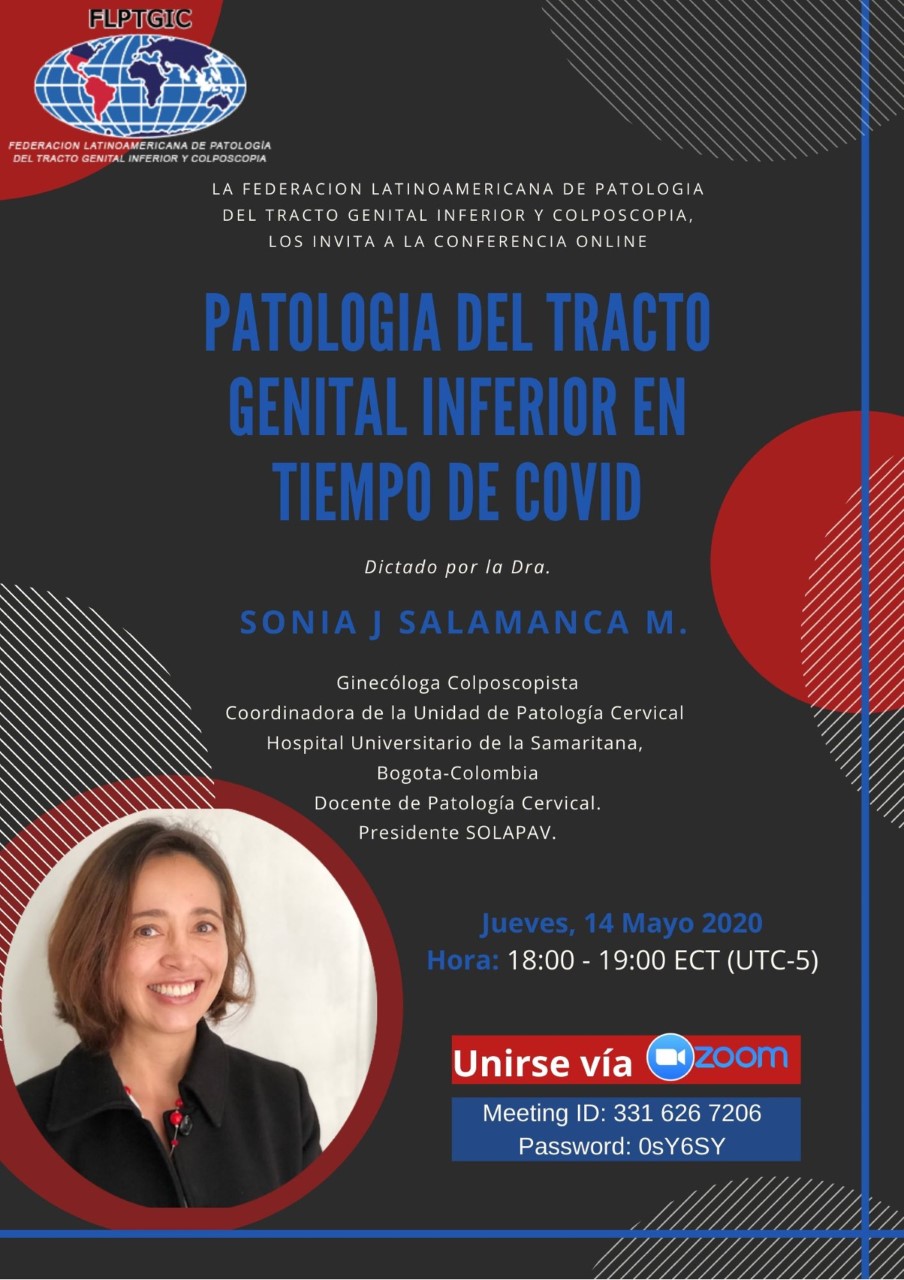 FLPTGIC
FEDERACION LATINOAMERICANA DE PATOLOGÍA
DEL TRACTO GENITAL INFERIOR Y COLPOSCOPIA
LA FEDERACION LATINOAMERICANA DE PATOLOGIA
DEL TRACTO GENITAL INFERIOR Y COLPOSCOPIA,
LOS INVITA A LA CONFERENCIA ONLINE
PATOLOGIA DEL TRACTO
GENITAL INFERIOR EN
TIEMPO DE COVID
Dictado por la Dra.
SONIA J SALAMANCA M.
Ginecóloga Colposcopista
Coordinadora de la Unidad de Patología Cervical
Hospital Universitario de la Samaritana,
Bogota-Colombia
Docente de Patología Cervical.
Presidente SOLAPAV.
Jueves, 14 Mayo 2020
Hora: 18:00 - 19:00 ECT (UTC-5)
Unirse vía zoom
Meeting ID: 331 626 7206
Password: 0sY6SY